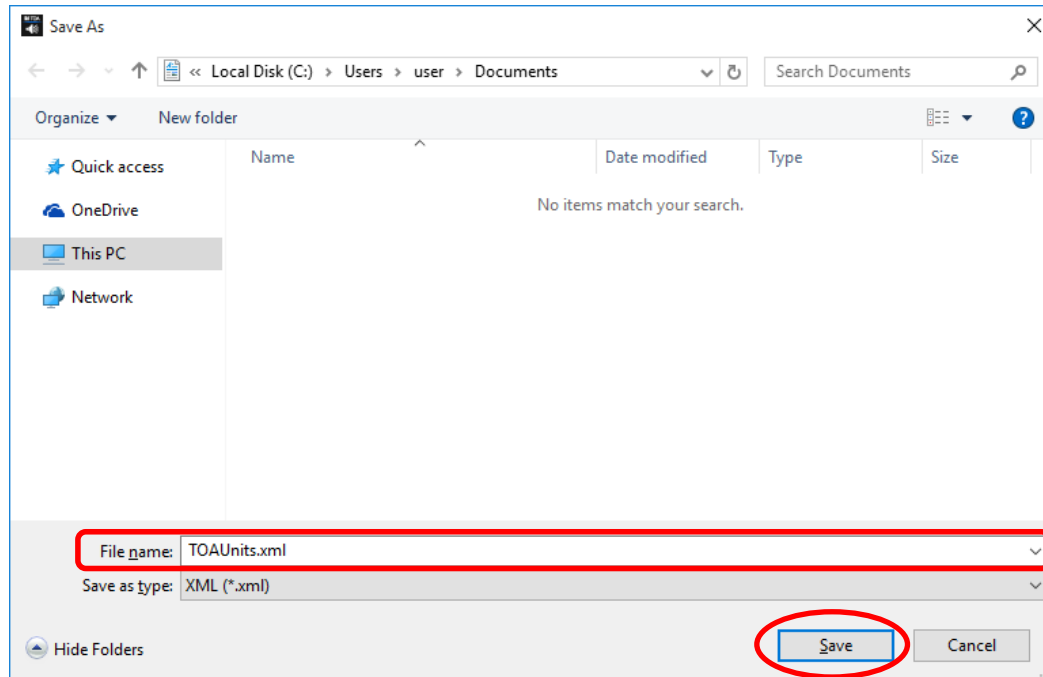 Save As
« Local Disk (C:) › Users › user › Documents
Search Documents
Organize
New folder
Name
Date modified
Type
Size
Quick access
No items match your search.
OneDrive
This PC
Network
File name: TOAUnits.xml
Save as type: XML (*.xml)
Hide Folders
Save
Cancel